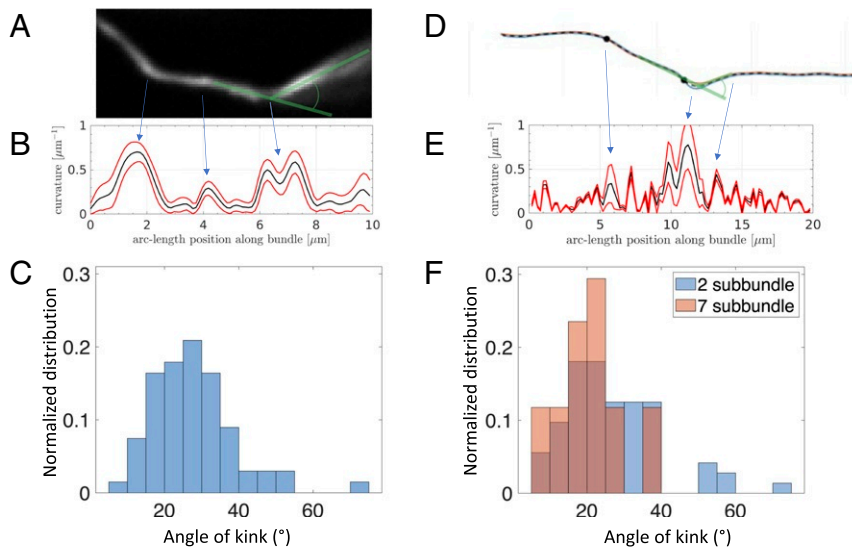 A
B
curvature [μm⁻¹]
1
0.5
0
0 2 4 6 8 10
arc-length position along bundle [μm]
C
Normalized distribution
0.3
0.2
0.1
0
20 40 60
Angle of kink (°)
D
E
curvature [μm⁻¹]
1
0.5
0
0 5 10 15 20
arc-length position along bundle [μm]
F
Normalized distribution
0.3
0.2
0.1
0
2 subbundle
7 subbundle
20 40 60
Angle of kink (°)